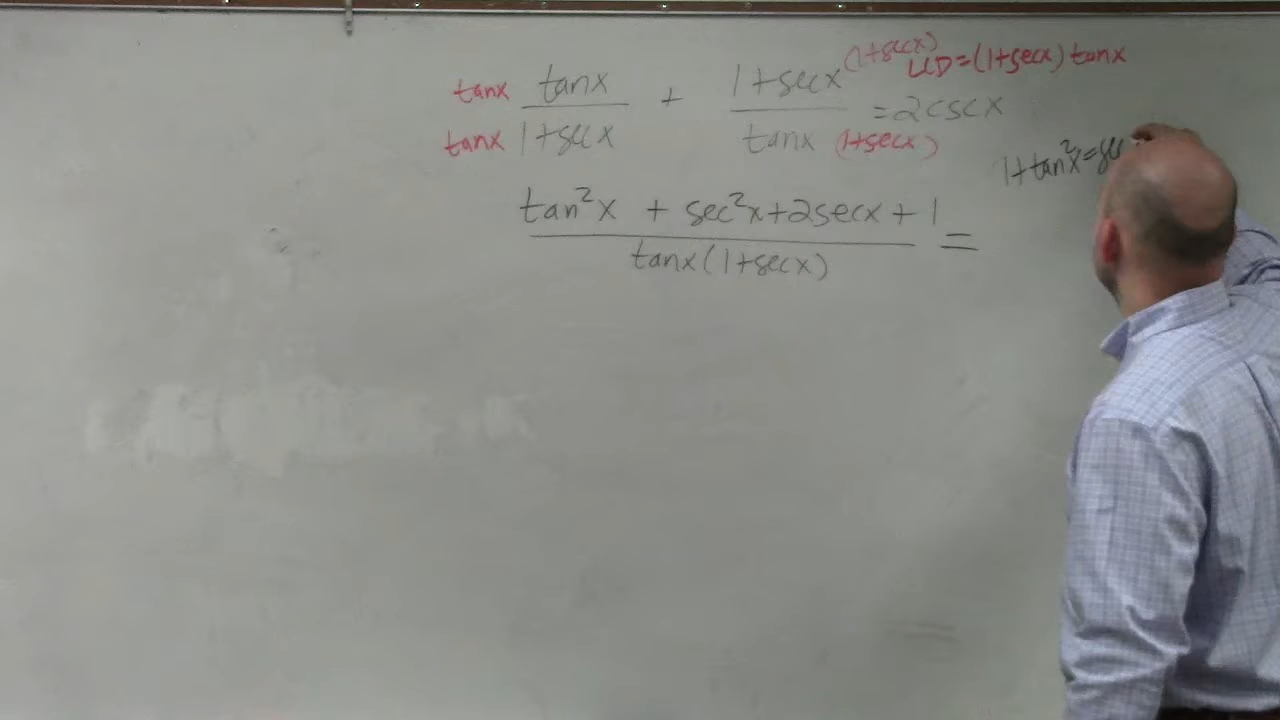 tanx tanx / 1+secx tanx + 1+secx (1+secx) / tanx (1+secx) = 2cscx
LCD=(1+secx)tanx
1+tan²x=sec
tan²x + sec²x+2secx+1 / tanx(1+secx) =